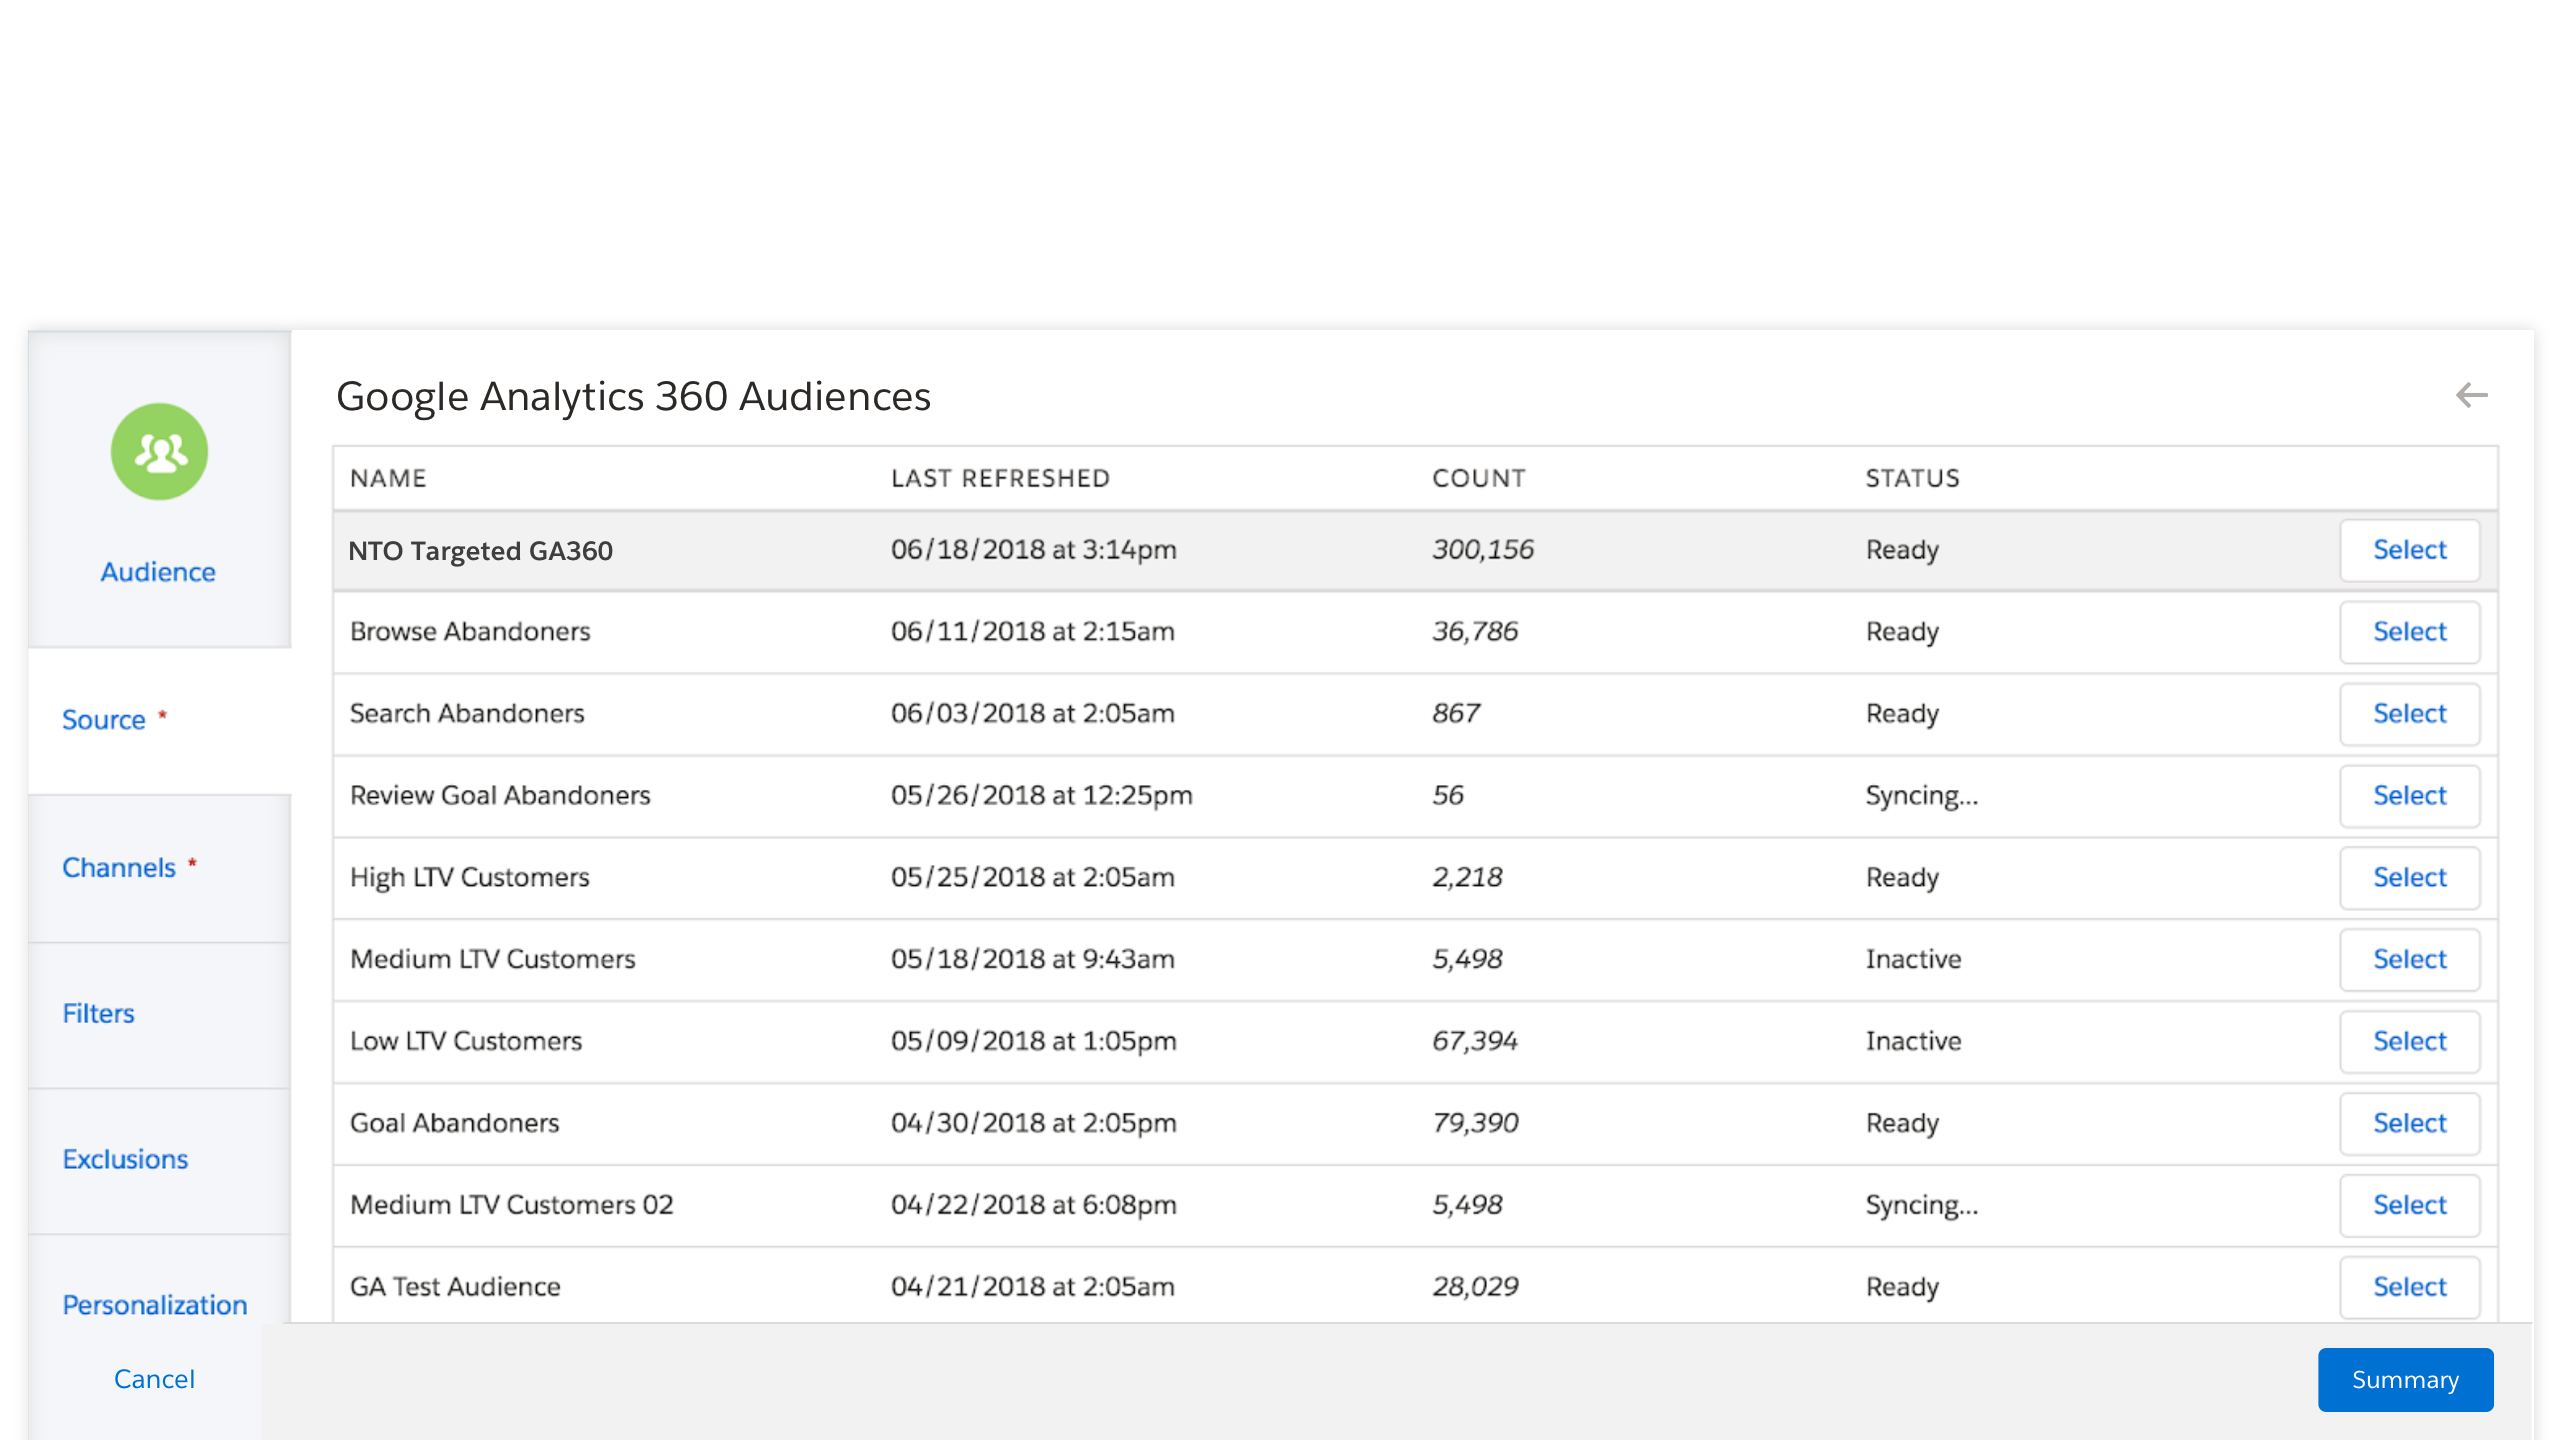 Google Analytics 360 Audiences
Audience
Source *
Channels *
Filters
Exclusions
Personalization
Cancel
NAME LAST REFRESHED COUNT STATUS
NTO Targeted GA360 06/18/2018 at 3:14pm 300,156 Ready Select
Browse Abandoners 06/11/2018 at 2:15am 36,786 Ready Select
Search Abandoners 06/03/2018 at 2:05am 867 Ready Select
Review Goal Abandoners 05/26/2018 at 12:25pm 56 Syncing... Select
High LTV Customers 05/25/2018 at 2:05am 2,218 Ready Select
Medium LTV Customers 05/18/2018 at 9:43am 5,498 Inactive Select
Low LTV Customers 05/09/2018 at 1:05pm 67,394 Inactive Select
Goal Abandoners 04/30/2018 at 2:05pm 79,390 Ready Select
Medium LTV Customers 02 04/22/2018 at 6:08pm 5,498 Syncing... Select
GA Test Audience 04/21/2018 at 2:05am 28,029 Ready Select
Summary